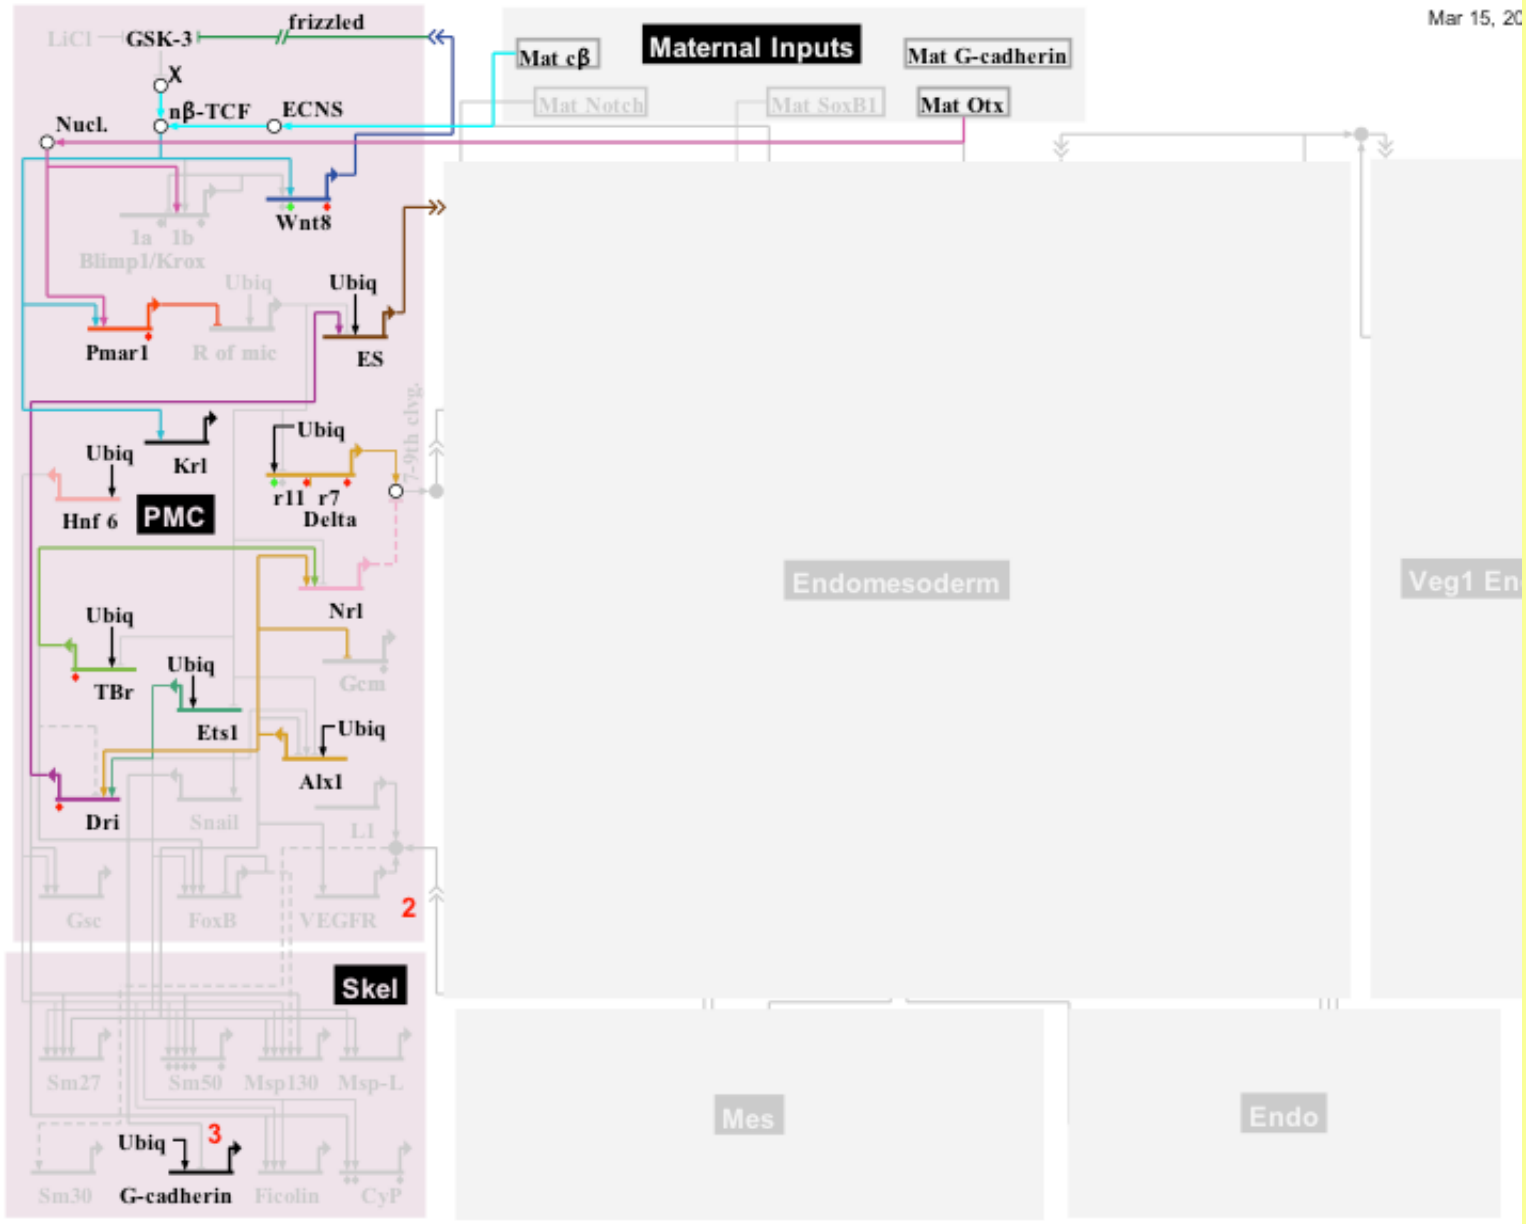 Mar 15, 20
LiCl
GSK-3
frizzled
Mat cβ
Maternal Inputs
Mat G-cadherin
X
Mat Notch
Mat SoxB1
Mat Otx
nβ-TCF
ECNS
Nucl.
Wnt8
1a 1b
Blimp1/Krox
Ubiq
Ubiq
Pmar1
R of mic
ES
7-9th clvg.
Ubiq
Krl
Ubiq
r11 r7
Hnf 6
PMC
Delta
Endomesoderm
Veg1 En
Nrl
Ubiq
Ubiq
Gcm
TBr
Ets1
Ubiq
Alx1
Dri
Snail
L1
Gsc
FoxB
VEGFR
2
Skel
Sm27
Sm50
Msp130
Msp-L
Mes
Endo
Ubiq
3
Sm30
G-cadherin
Ficolin
CyP